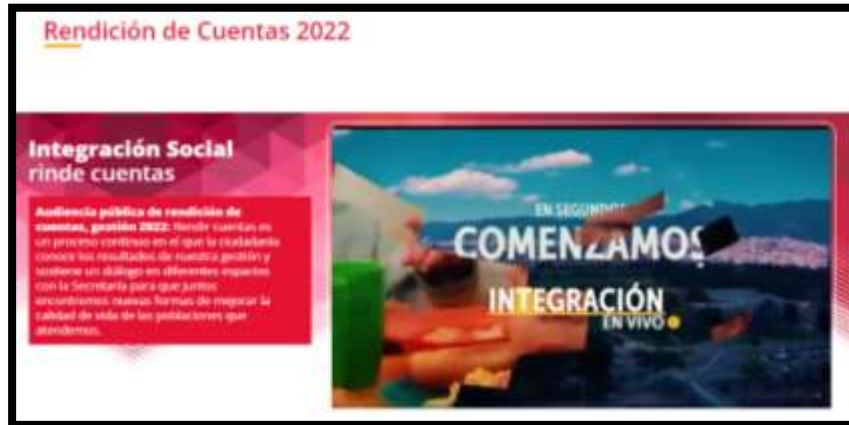 Rendición de Cuentas 2022
Integración Social
rinde cuentas
Audiencia pública de rendición de
cuentas, gestión 2022: Rendir cuentas es
un proceso continuo en el que la ciudadanía
conoce los resultados de nuestra gestión y
sostiene un diálogo en diferentes espacios
con la Secretaría para que juntos
encontremos nuevas formas de mejorar la
calidad de vida de las poblaciones que
atendemos.
EN SEGUNDOS
COMENZAMOS
INTEGRACIÓN
EN VIVO